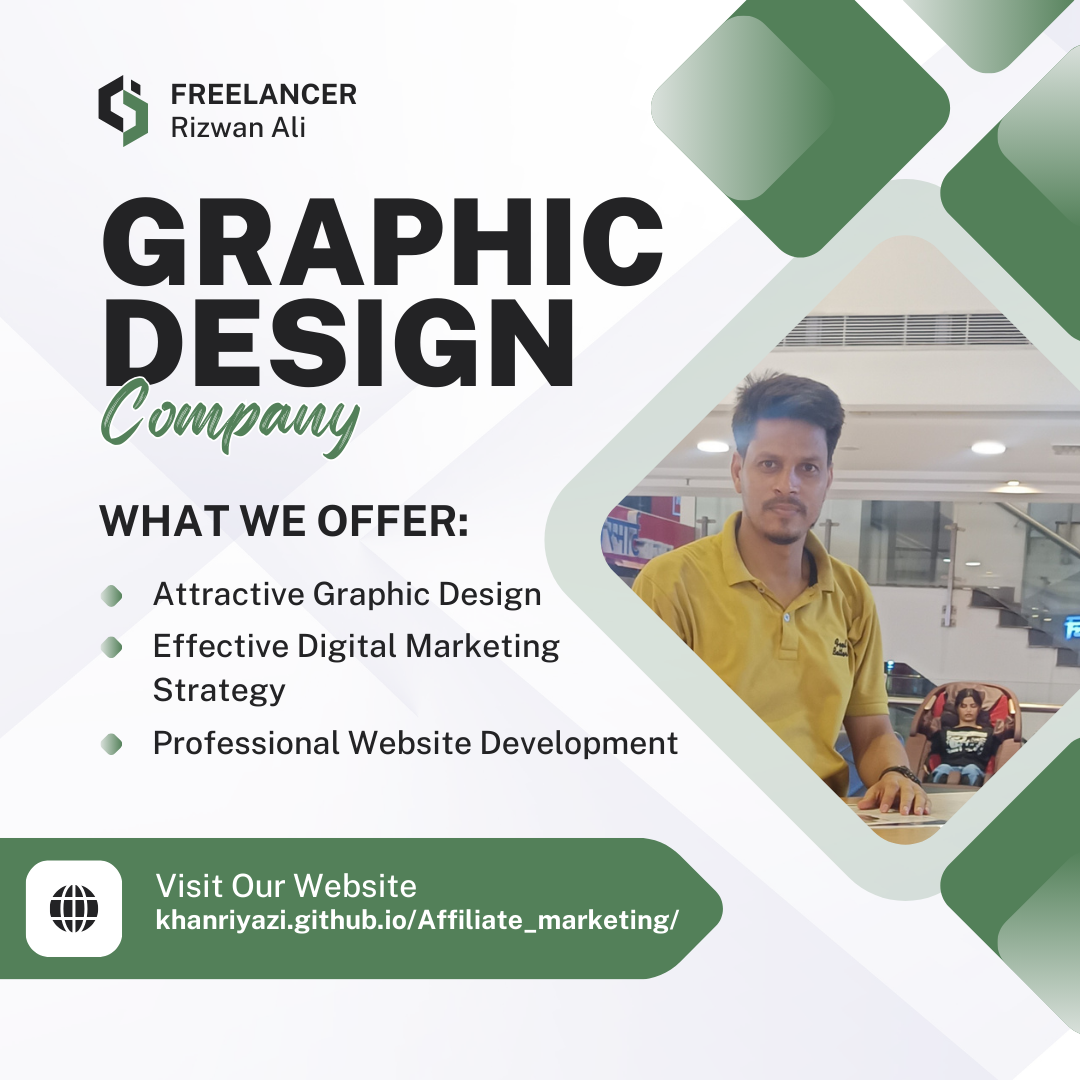 FREELANCER
Rizwan Ali
GRAPHIC
DESIGN
Company
WHAT WE OFFER:
Attractive Graphic Design
Effective Digital Marketing
Strategy
Professional Website Development
Visit Our Website
khanriyazi.github.io/Affiliate_marketing/